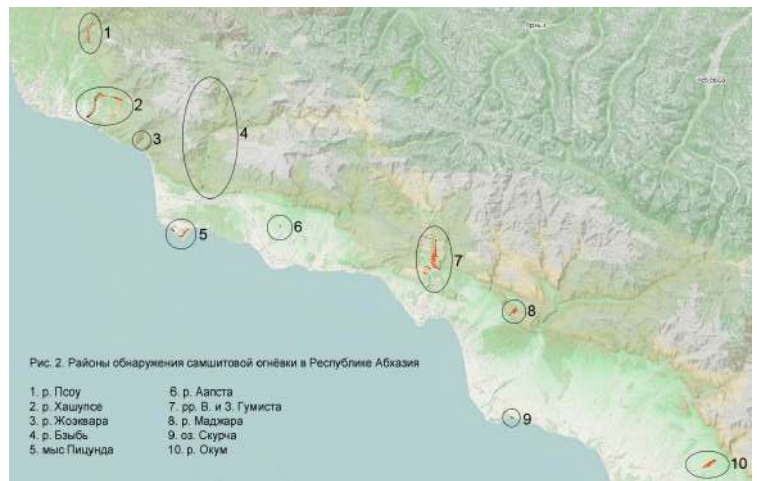 1
2
3
4
5
6
7
8
9
10
Рис. 2. Районы обнаружения самшитовой огнёвки в Республике Абхазия
1. р. Псоу
2. р. Хашупсе
3. р. Жоэквара
4. р. Бзыбь
5. мыс Пицунда
6. р. Аапста
7. рр. В. и З. Гумиста
8. р. Маджара
9. оз. Скурча
10. р. Окум